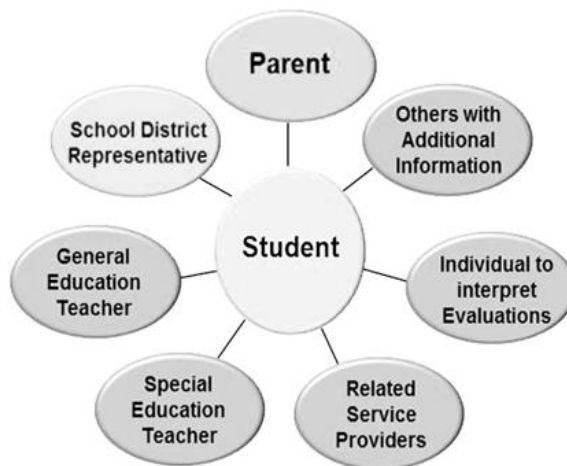 Parent
School District
Representative
Others with
Additional
Information
Student
General
Education
Teacher
Individual to
interpret
Evaluations
Special
Education
Teacher
Related
Service
Providers